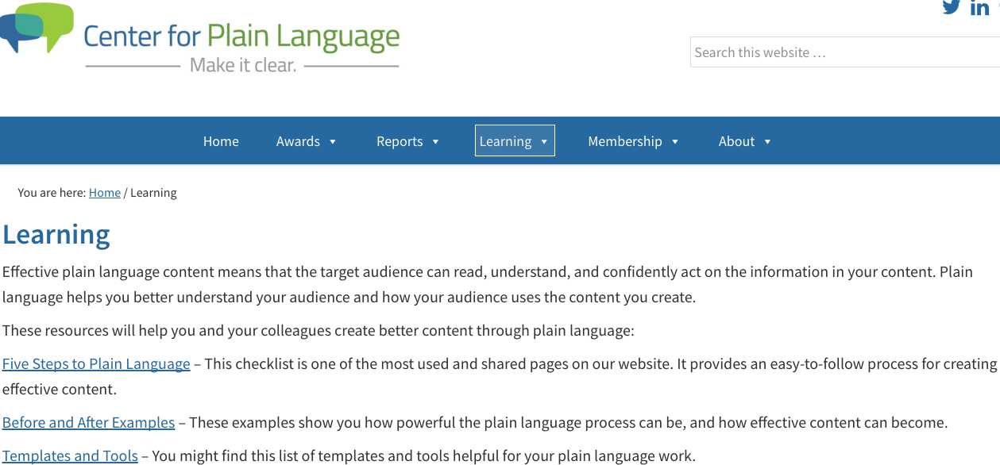 Center for Plain Language
Make it clear.
Search this website …
Home Awards Reports Learning Membership About
You are here: Home / Learning
Learning
Effective plain language content means that the target audience can read, understand, and confidently act on the information in your content. Plain
language helps you better understand your audience and how your audience uses the content you create.
These resources will help you and your colleagues create better content through plain language:
Five Steps to Plain Language – This checklist is one of the most used and shared pages on our website. It provides an easy-to-follow process for creating
effective content.
Before and After Examples – These examples show you how powerful the plain language process can be, and how effective content can become.
Templates and Tools – You might find this list of templates and tools helpful for your plain language work.